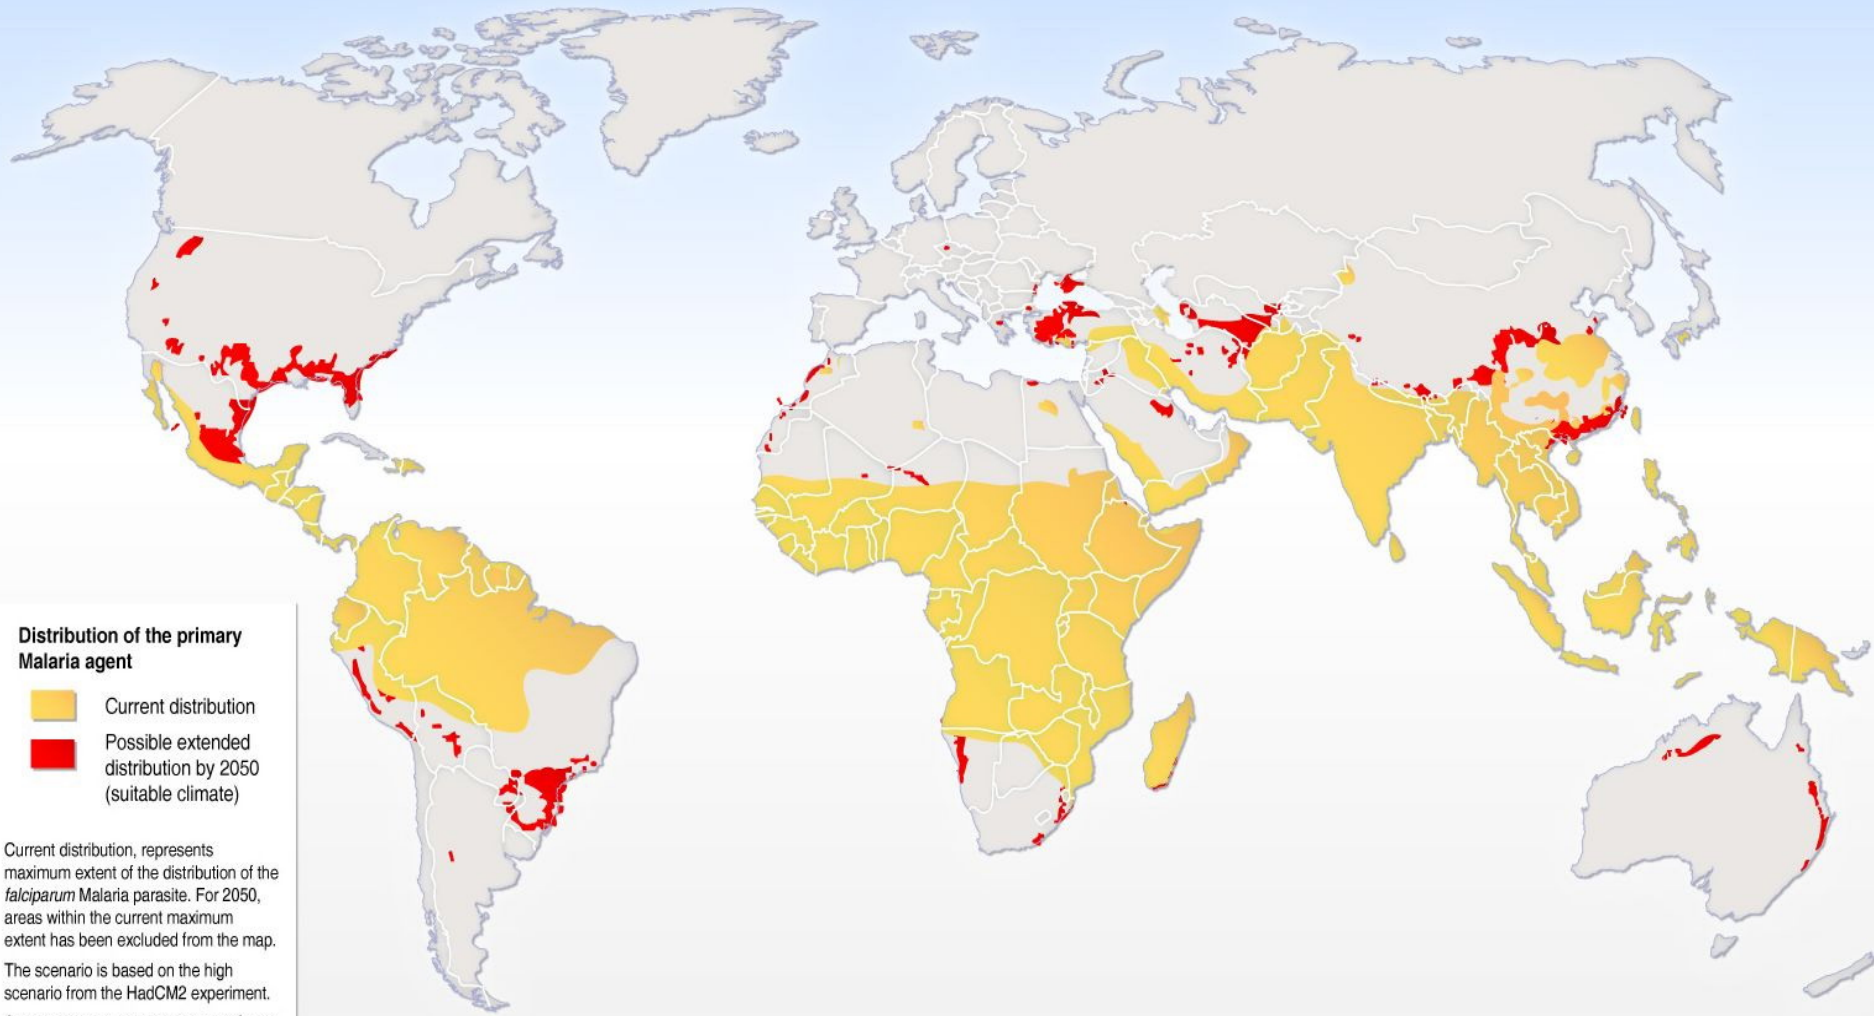 Distribution of the primary
Malaria agent
Current distribution
Possible extended
distribution by 2050
(suitable climate)
Current distribution, represents
maximum extent of the distribution of the
falciparum Malaria parasite. For 2050,
areas within the current maximum
extent has been excluded from the map.
The scenario is based on the high
scenario from the HadCM2 experiment.